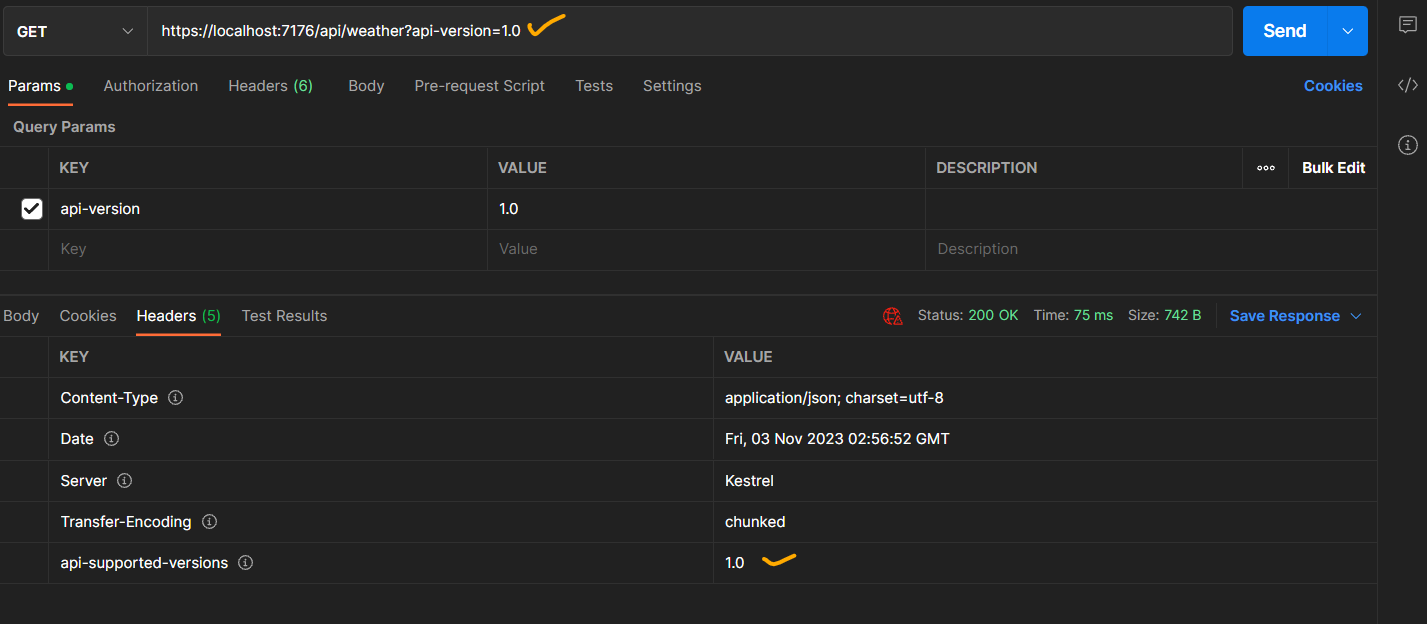 GET https://localhost:7176/api/weather?api-version=1.0 Send
Params Authorization Headers (6) Body Pre-request Script Tests Settings Cookies
Query Params
KEY VALUE DESCRIPTION ooo Bulk Edit
api-version 1.0
Key Value Description
Body Cookies Headers (5) Test Results Status: 200 OK Time: 75 ms Size: 742 B Save Response
KEY VALUE
Content-Type application/json; charset=utf-8
Date Fri, 03 Nov 2023 02:56:52 GMT
Server Kestrel
Transfer-Encoding chunked
api-supported-versions 1.0